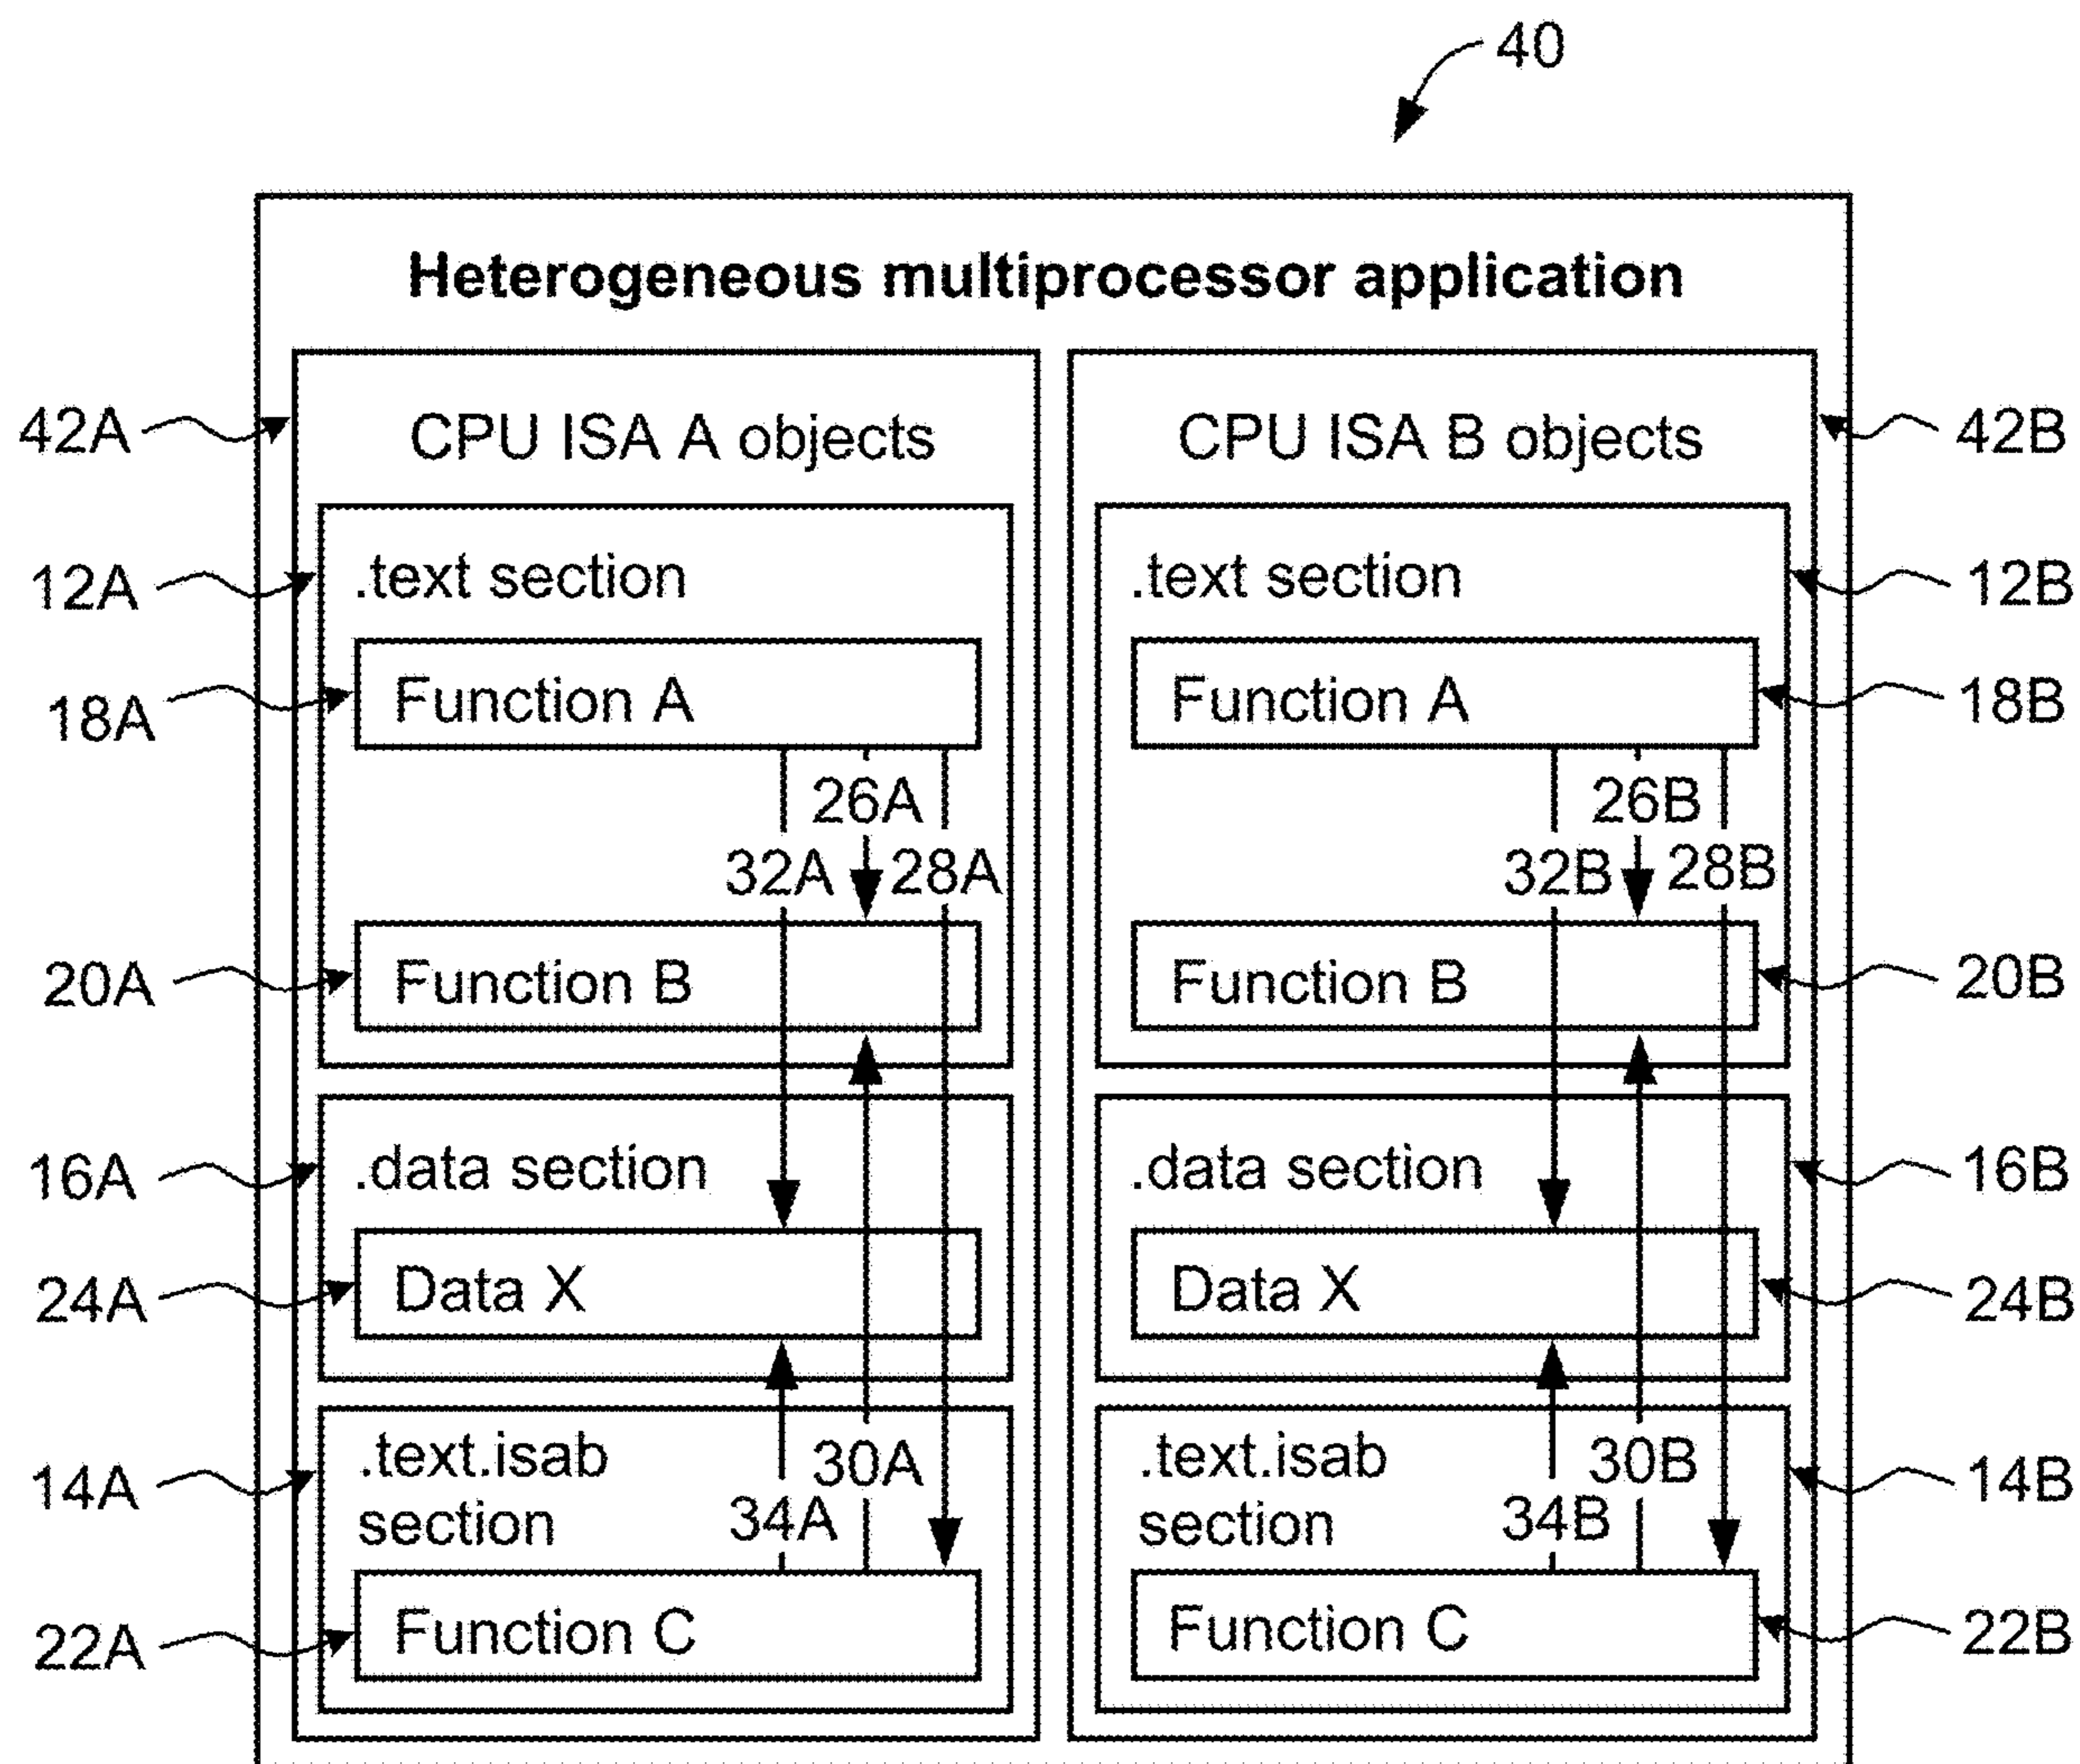 40
Heterogeneous multiprocessor application
42A
CPU ISA A objects
CPU ISA B objects
42B
12A
.text section
.text section
12B
18A
Function A
Function A
18B
26A
26B
32A
28A
32B
28B
20A
Function B
Function B
20B
16A
.data section
.data section
16B
24A
Data X
Data X
24B
14A
.text.isab
section
30A
34A
.text.isab
section
30B
34B
14B
22A
Function C
Function C
22B